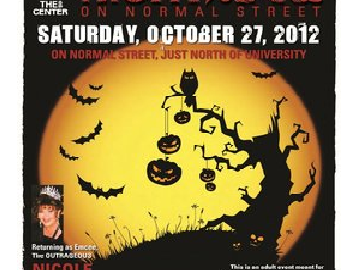 THE
CENTER
ON NORMAL STREET
SATURDAY, OCTOBER 27, 2012
ON NORMAL STREET, JUST NORTH OF UNIVERSITY
Returning as Emcee,
The OUTRAGEOUS
NICOLE
This is an adult event meant for